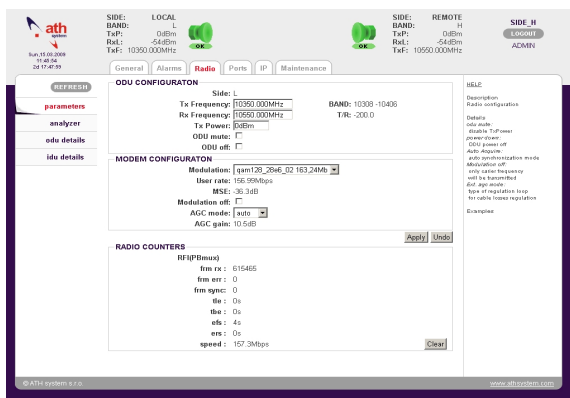 ath
system
Sun,15.03.2009
11:48:54
2d 17:47:59
SIDE: LOCAL
BAND: L
TxP: 0dBm
RxL: -54dBm
TxF: 10350.000MHz
OK
OK
SIDE: REMOTE
BAND: H
TxP: 0dBm
RxL: -54dBm
TxF: 10550.000MHz
SIDE_H
LOGOUT
ADMIN
General Alarms Radio Ports IP Maintenance
REFRESH
parameters
analyzer
odu details
idu details
ODU CONFIGURATON
Side: L
Tx Frequency: 10350.000MHz BAND: 10308 -10406
Rx Frequency: 10550.000MHz T/R: -200.0
Tx Power: 0dBm
ODU mute:
ODU off:
MODEM CONFIGURATON
Modulation: qam128_28e6_02 163,24Mb
User rate: 156.99Mbps
MSE: -36.3dB
Modulation off:
AGC mode: auto
AGC gain: 10.5dB
Apply Undo
RADIO COUNTERS
RFI(PBmux)
frm rx : 615465
frm err : 0
frm sync: 0
tle : 0s
tbe : 0s
efs : 4s
ers : 0s
speed : 157.3Mbps
Clear
HELP
Description
Radio configuration
Details
odu mute:
disable TxPower
powerdown:
ODU power off
Auto Acquire:
auto synchronization mode
Modulation off:
only carier frequency
will be transmitted
Ext. agc mode:
type of regulation loop
for cable losses regulation
Examples
© ATH system s.r.o.
www.athsystem.com